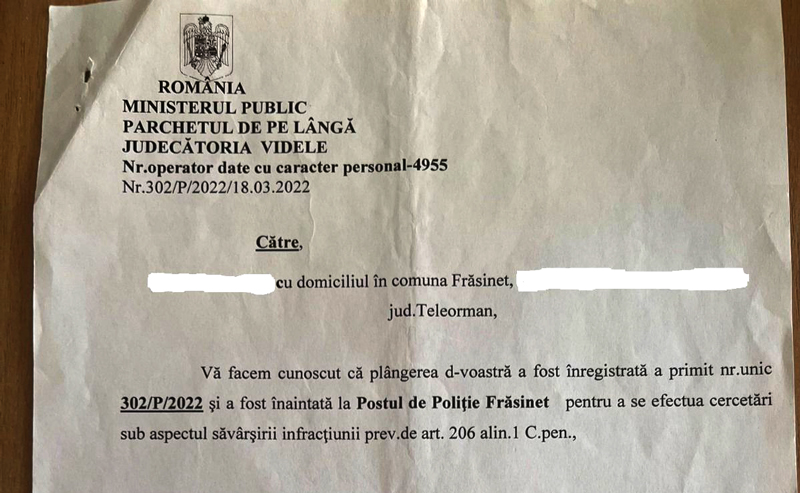 ROMÂNIA
MINISTERUL PUBLIC
PARCHETUL DE PE LÂNGĂ
JUDECĂTORIA VIDELE
Nr.operator date cu caracter personal-4955
Nr.302/P/2022/18.03.2022
Către,
cu domiciliul în comuna Frăsinet,
jud.Teleorman,
Vă facem cunoscut că plângerea d-voastră a fost înregistrată a primit nr.unic
302/P/2022 şi a fost înaintată la Postul de Poliţie Frăsinet pentru a se efectua cercetări
sub aspectul săvârşirii infracţiunii prev.de art. 206 alin.1 C.pen.,